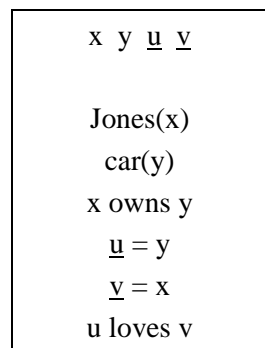 x y u v
Jones(x)
car(y)
x owns y
u = y
v = x
u loves v